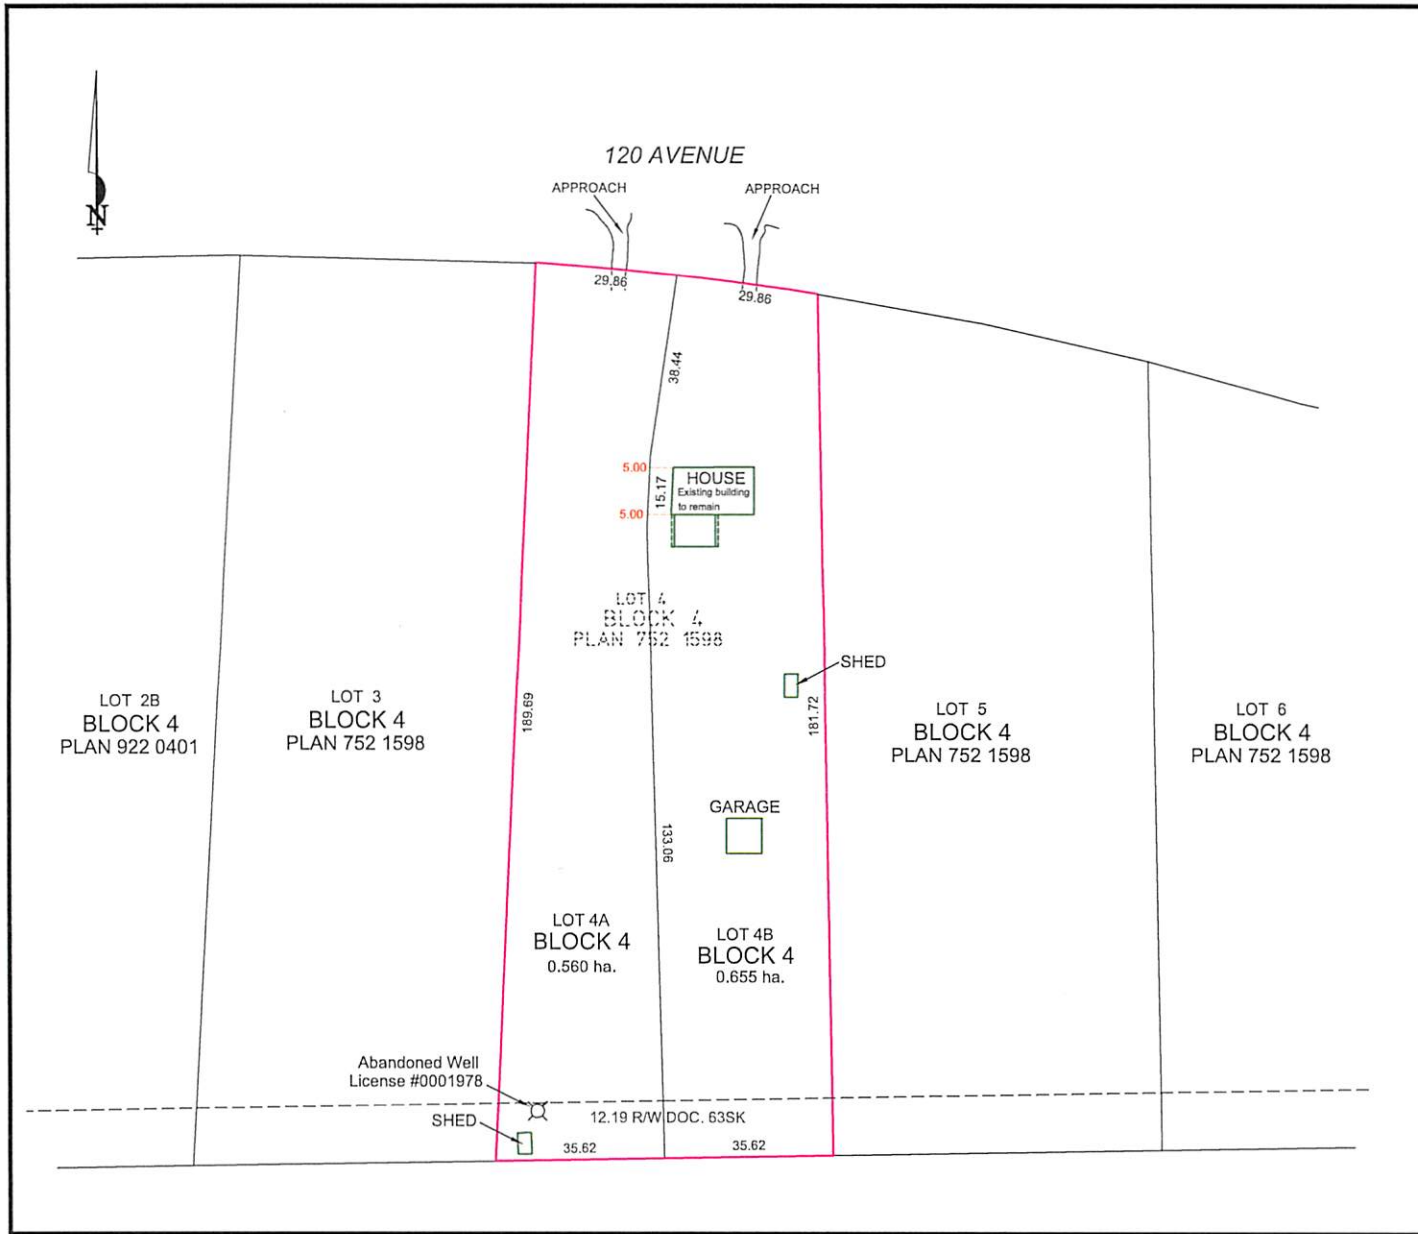 N
120 AVENUE
APPROACH
APPROACH
29.86
29.86
38.44
5.00
15.17
HOUSE
Existing building
to remain
5.00
LOT 4
BLOCK 4
PLAN 752 1598
SHED
LOT 2B
BLOCK 4
PLAN 922 0401
LOT 3
BLOCK 4
PLAN 752 1598
189.69
181.72
LOT 5
BLOCK 4
PLAN 752 1598
LOT 6
BLOCK 4
PLAN 752 1598
GARAGE
133.06
LOT 4A
BLOCK 4
0.560 ha.
LOT 4B
BLOCK 4
0.655 ha.
Abandoned Well
License #0001978
SHED
12.19 R/W DOC. 63SK
35.62
35.62